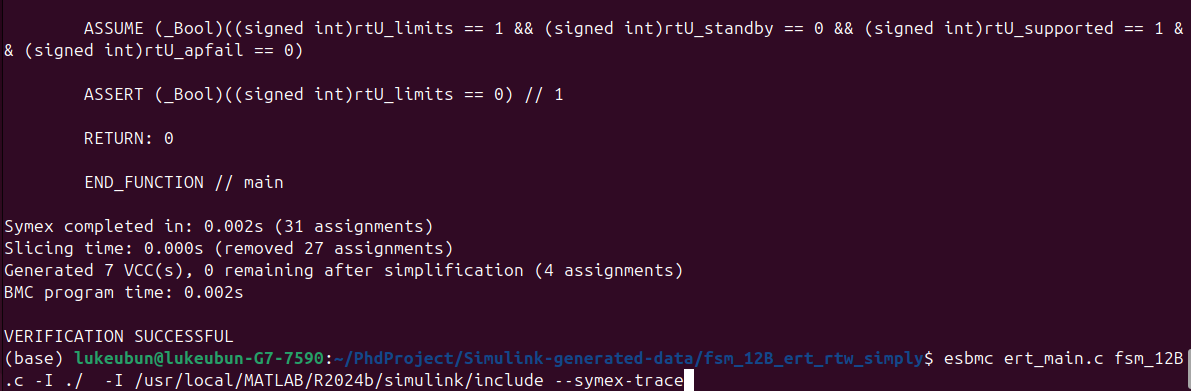 ASSUME (_Bool)((signed int)rtU_limits == 1 && (signed int)rtU_standby == 0 && (signed int)rtU_supported == 1 &
& (signed int)rtU_apfail == 0)
ASSERT (_Bool)((signed int)rtU_limits == 0) // 1
RETURN: 0
END_FUNCTION // main
Symex completed in: 0.002s (31 assignments)
Slicing time: 0.000s (removed 27 assignments)
Generated 7 VCC(s), 0 remaining after simplification (4 assignments)
BMC program time: 0.002s
VERIFICATION SUCCESSFUL
(base) lukeubun@lukeubun-G7-7590:~/PhdProject/Simulink-generated-data/fsm_12B_ert_rtw_simply$ esbmc ert_main.c fsm_12B
.c -I ./  -I /usr/local/MATLAB/R2024b/simulink/include --symex-trace